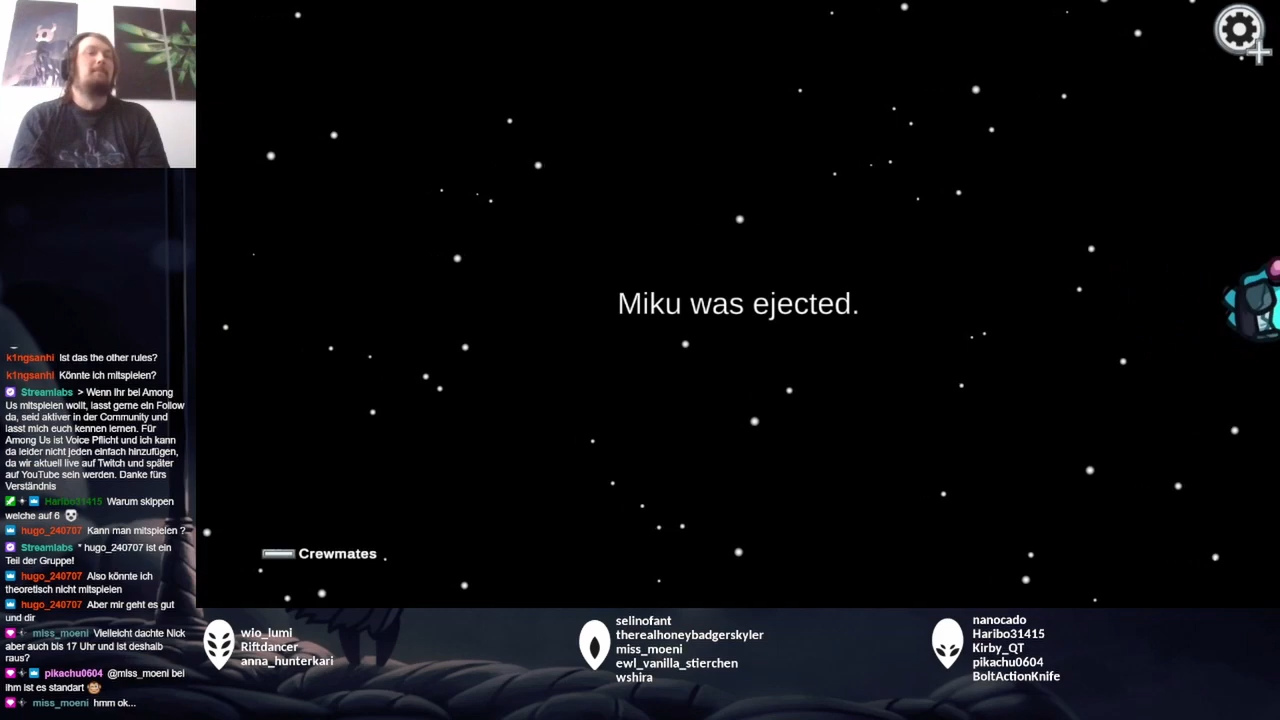 Miku was ejected.
Crewmates
k1ngsanhi Ist das the other rules?
k1ngsanhi Könnte ich mitspielen?
Streamlabs > Wenn ihr bei Among
Us mitspielen wollt, lasst gerne ein Follow
da, seid aktiver in der Community und
lasst mich euch kennen lernen. Für
Among Us ist Voice Pflicht und ich kann
da leider nicht jeden einfach hinzufügen,
da wir aktuell live auf Twitch und später
auf YouTube sein werden. Danke fürs
Verständnis
Haribo31415 Warum skippen
welche auf 6
hugo_240707 Kann man mitspielen ?
Streamlabs " hugo_240707 ist ein
Teil der Gruppe!
hugo_240707 Also könnte ich
theoretisch nicht mitspielen
hugo_240707 Aber mir geht es gut
und dir
miss_moeni Vielleicht dachte Nick
aber auch bis 17 Uhr und ist deshalb
raus?
pikachu0604 @miss_moeni bei
ihm ist es standart
miss_moeni hmm ok...
wio_lumi
Riftdancer
anna_hunterkari
selinofant
therealhoneybadgerskyler
miss_moeni
ewl_vanilla_stierchen
wshira
nanocado
Haribo31415
Kirby_QT
pikachu0604
BoltActionKnife